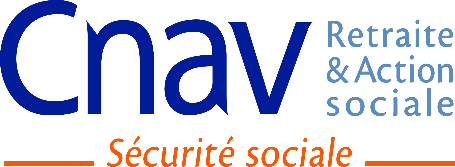 Cnav
Retraite
& Action
sociale
Sécurité sociale